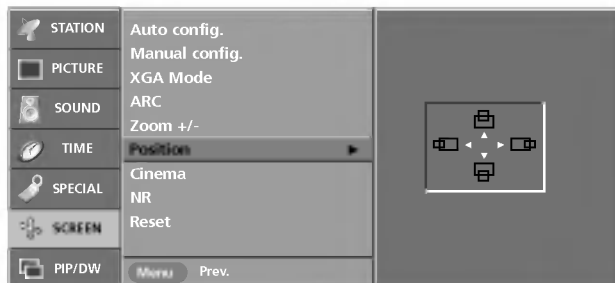 STATION
PICTURE
SOUND
TIME
SPECIAL
SCREEN
PIP/DW
Auto config.
Manual config.
XGA Mode
ARC
Zoom +/-
Position
Cinema
NR
Reset
Menu Prev.